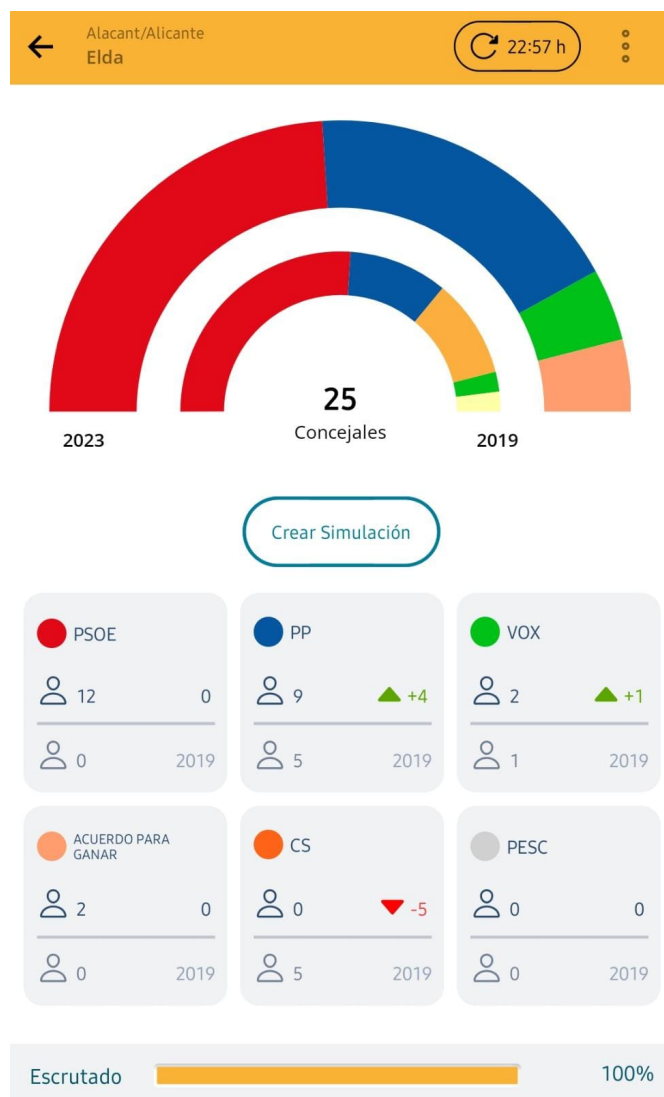 Alacant/Alicante
Elda
22:57 h
25
Concejales
2023
2019
Crear Simulación
PSOE
12 0
0 2019
PP
9 +4
5 2019
VOX
2 +1
1 2019
ACUERDO PARA
GANAR
2 0
0 2019
CS
0 -5
5 2019
PESC
0 0
0 2019
Escrutado 100%